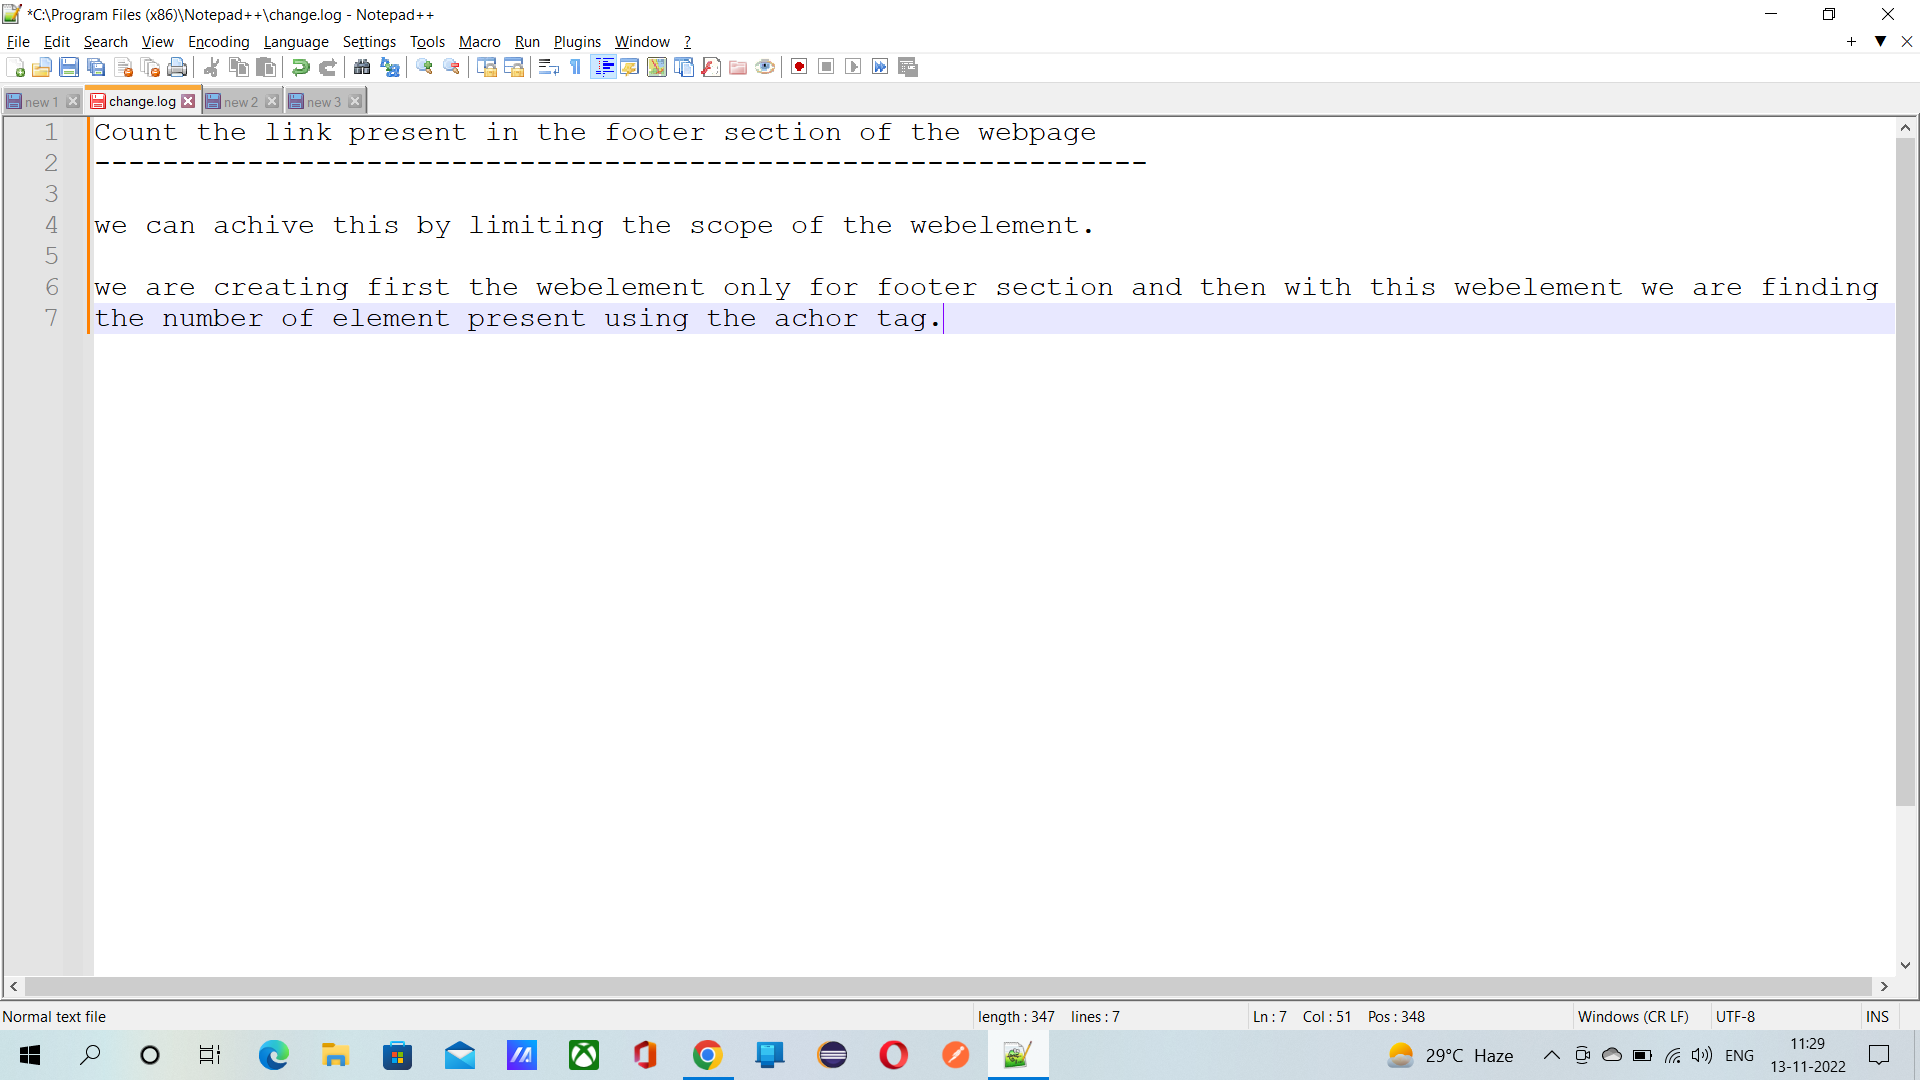 *C:\Program Files (x86)\Notepad++\change.log - Notepad++
File Edit Search View Encoding Language Settings Tools Macro Run Plugins Window ?
new 1 change.log new 2 new 3
1 Count the link present in the footer section of the webpage
2 --------------------------------------------------------------
3
4 we can achive this by limiting the scope of the webelement.
5
6 we are creating first the webelement only for footer section and then with this webelement we are finding
7 the number of element present using the achor tag.
Normal text file length : 347 lines : 7 Ln : 7 Col : 51 Pos : 348 Windows (CR LF) UTF-8 INS
29°C Haze ENG 11:29
13-11-2022